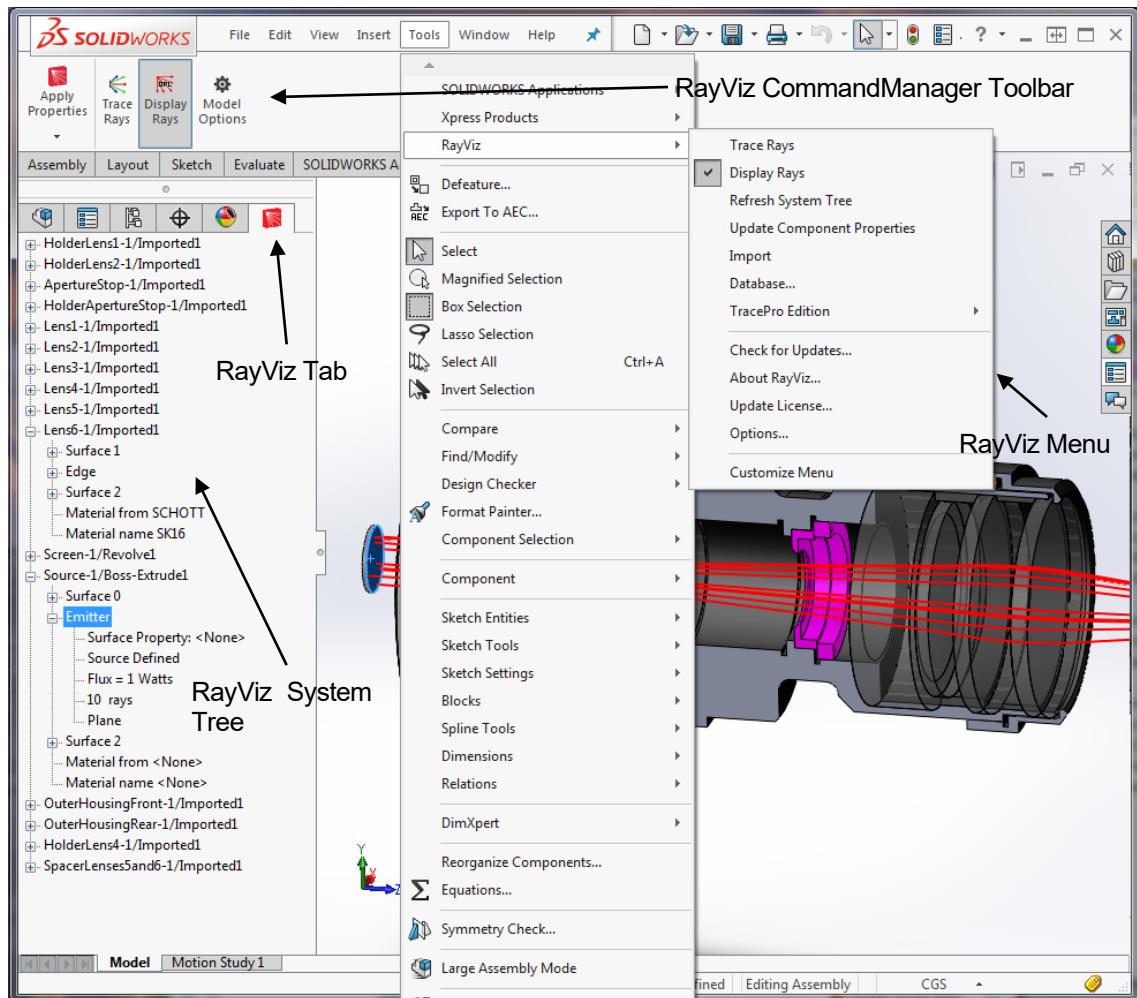 SOLIDWORKS
File Edit View Insert Tools Window Help
Apply Properties
Trace Rays
Display Rays
Model Options
RayViz CommandManager Toolbar
Assembly Layout Sketch Evaluate SOLIDWORKS A
HolderLens1-1/Imported1
HolderLens2-1/Imported1
ApertureStop-1/Imported1
HolderApertureStop-1/Imported1
Lens1-1/Imported1
Lens2-1/Imported1
Lens3-1/Imported1
Lens4-1/Imported1
Lens5-1/Imported1
Lens6-1/Imported1
Surface 1
Edge
Surface 2
Material from SCHOTT
Material name SK16
Screen-1/Revolve1
Source-1/Boss-Extrude1
Surface 0
Emitter
Surface Property: <None>
Source Defined
Flux = 1 Watts
10 rays
Plane
Surface 2
Material from <None>
Material name <None>
OuterHousingFront-1/Imported1
OuterHousingRear-1/Imported1
HolderLens4-1/Imported1
SpacerLenses5and6-1/Imported1
RayViz Tab
RayViz System
Tree
SOLIDWORKS Applications
Xpress Products
RayViz
Defeature...
Export To AEC...
Select
Magnified Selection
Box Selection
Lasso Selection
Select All Ctrl+A
Invert Selection
Compare
Find/Modify
Design Checker
Format Painter...
Component Selection
Component
Sketch Entities
Sketch Tools
Sketch Settings
Blocks
Spline Tools
Dimensions
Relations
DimXpert
Reorganize Components...
Equations...
Symmetry Check...
Large Assembly Mode
Trace Rays
Display Rays
Refresh System Tree
Update Component Properties
Import
Database...
TracePro Edition
Check for Updates...
About RayViz...
Update License...
Options...
Customize Menu
RayViz Menu
Y
X
Z
Model Motion Study 1
fined Editing Assembly CGS